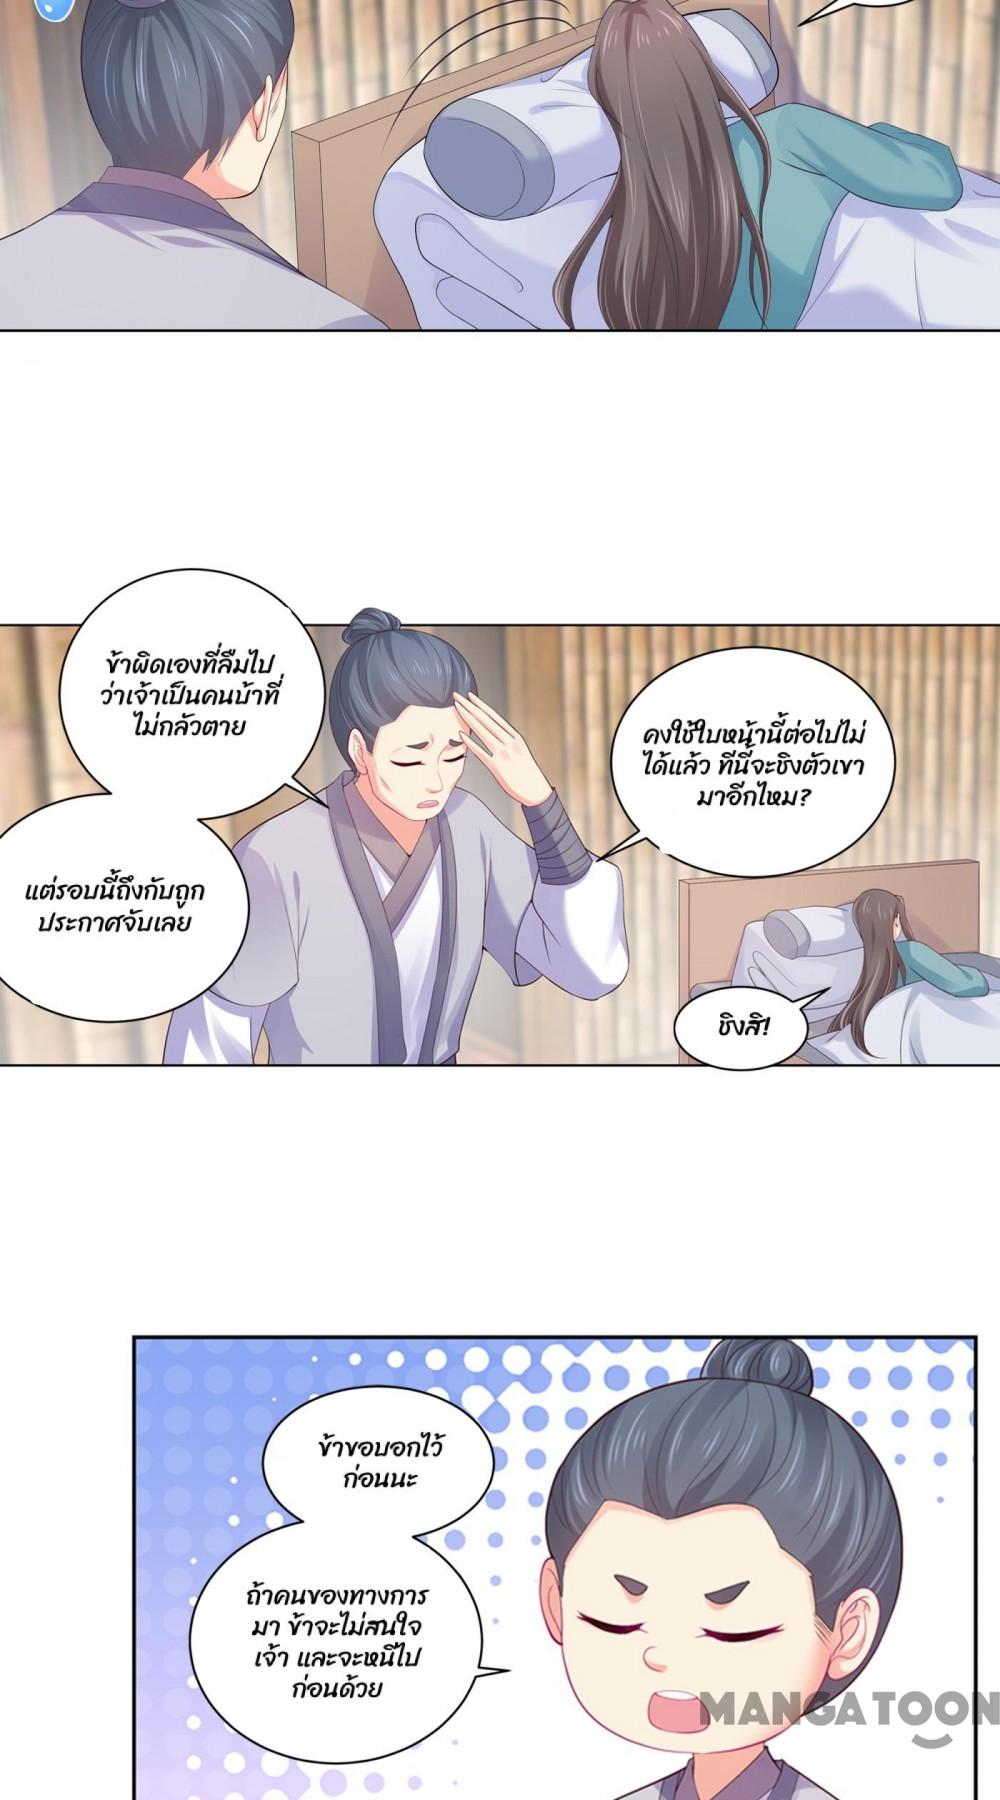 ข้าผิดเองที่ลืมไป
ว่าเจ้าเป็นคนบ้าที่
ไม่กลัวตาย
แต่รอบนี้ถึงกับถูก
ประกาศจับเลย
คงใช้ใบหน้านี้ต่อไปไม่
ได้แล้ว ทีนี้จะชิงตัวเขา
มาอีกไหม?
ชิงสิ!
ข้าขอบอกไว้
ก่อนนะ
ถ้าคนของทางการ
มา ข้าจะไม่สนใจ
เจ้า และจะหนีไป
ก่อนด้วย
MANGATOON